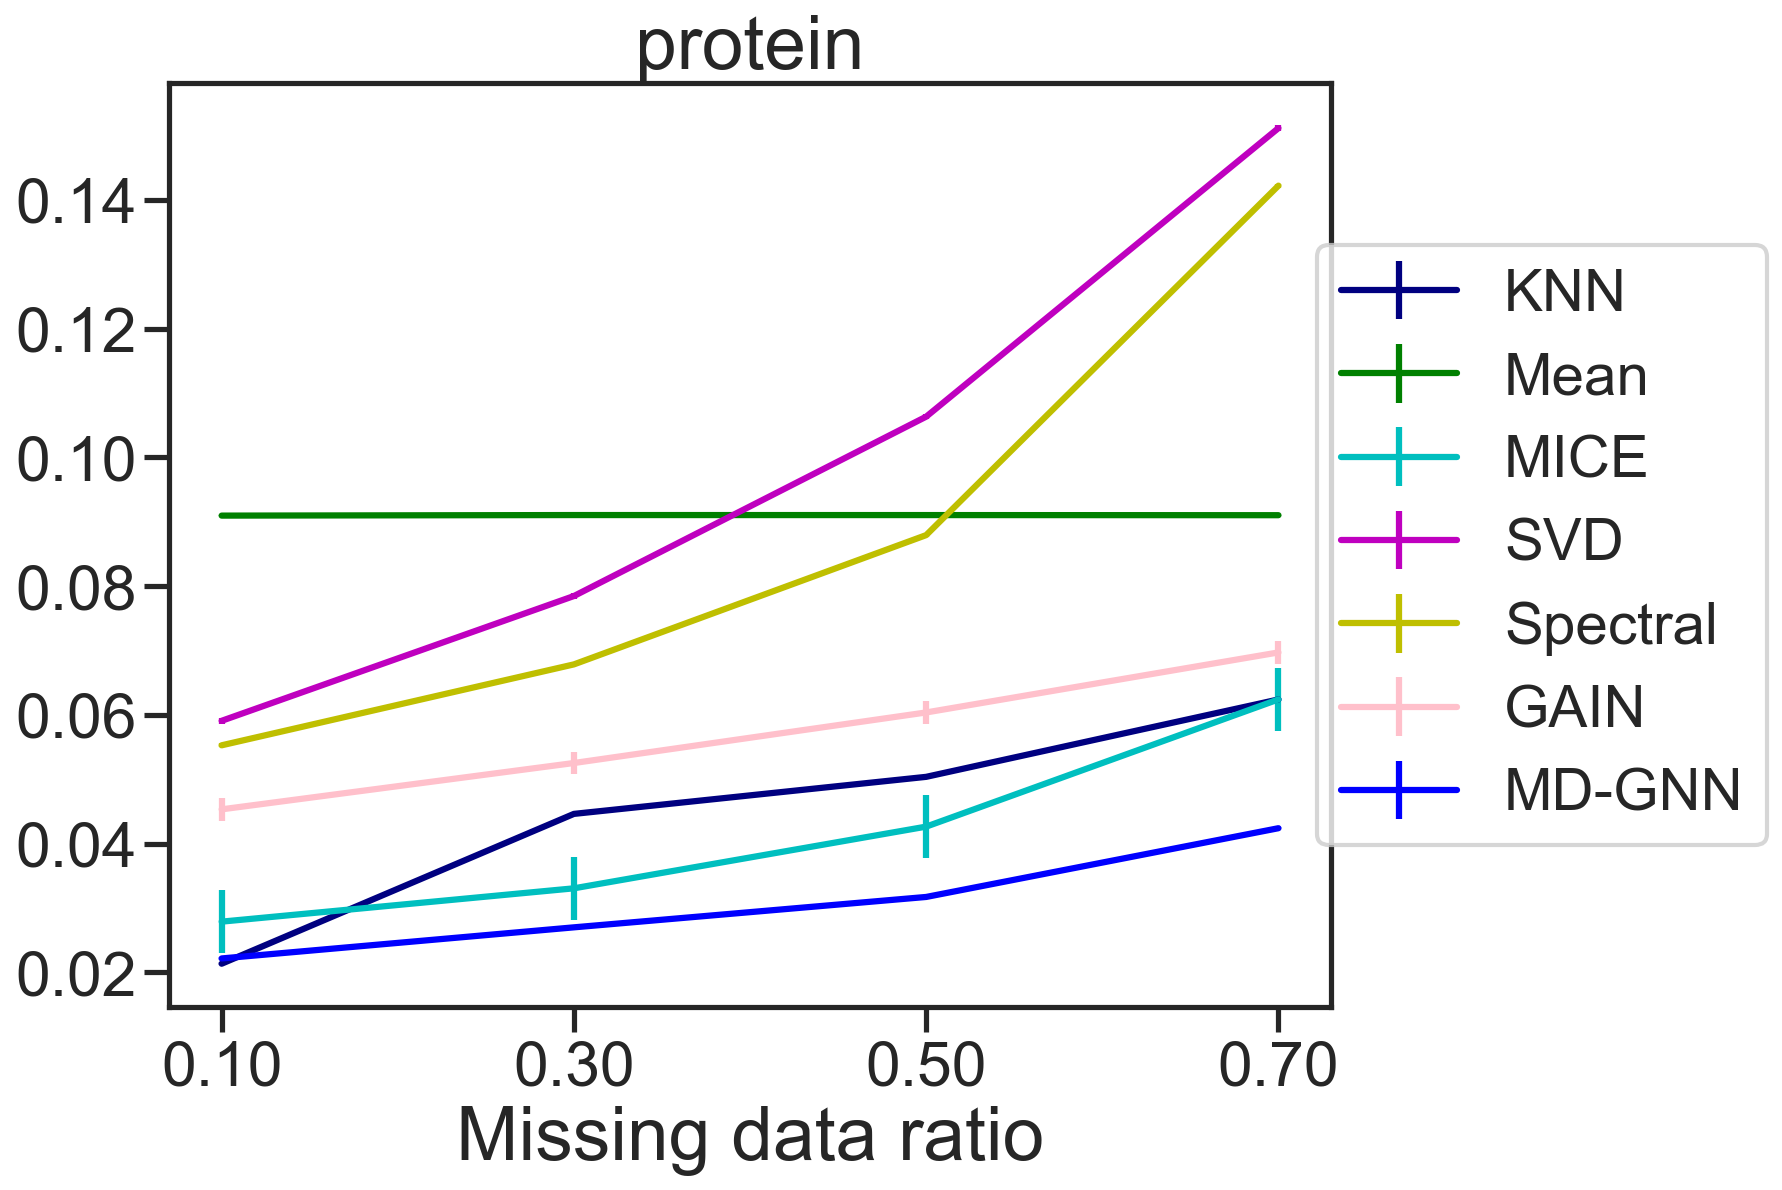 protein
0.14
0.12
0.10
0.08
0.06
0.04
0.02
0.10 0.30 0.50 0.70
Missing data ratio
KNN
Mean
MICE
SVD
Spectral
GAIN
MD-GNN